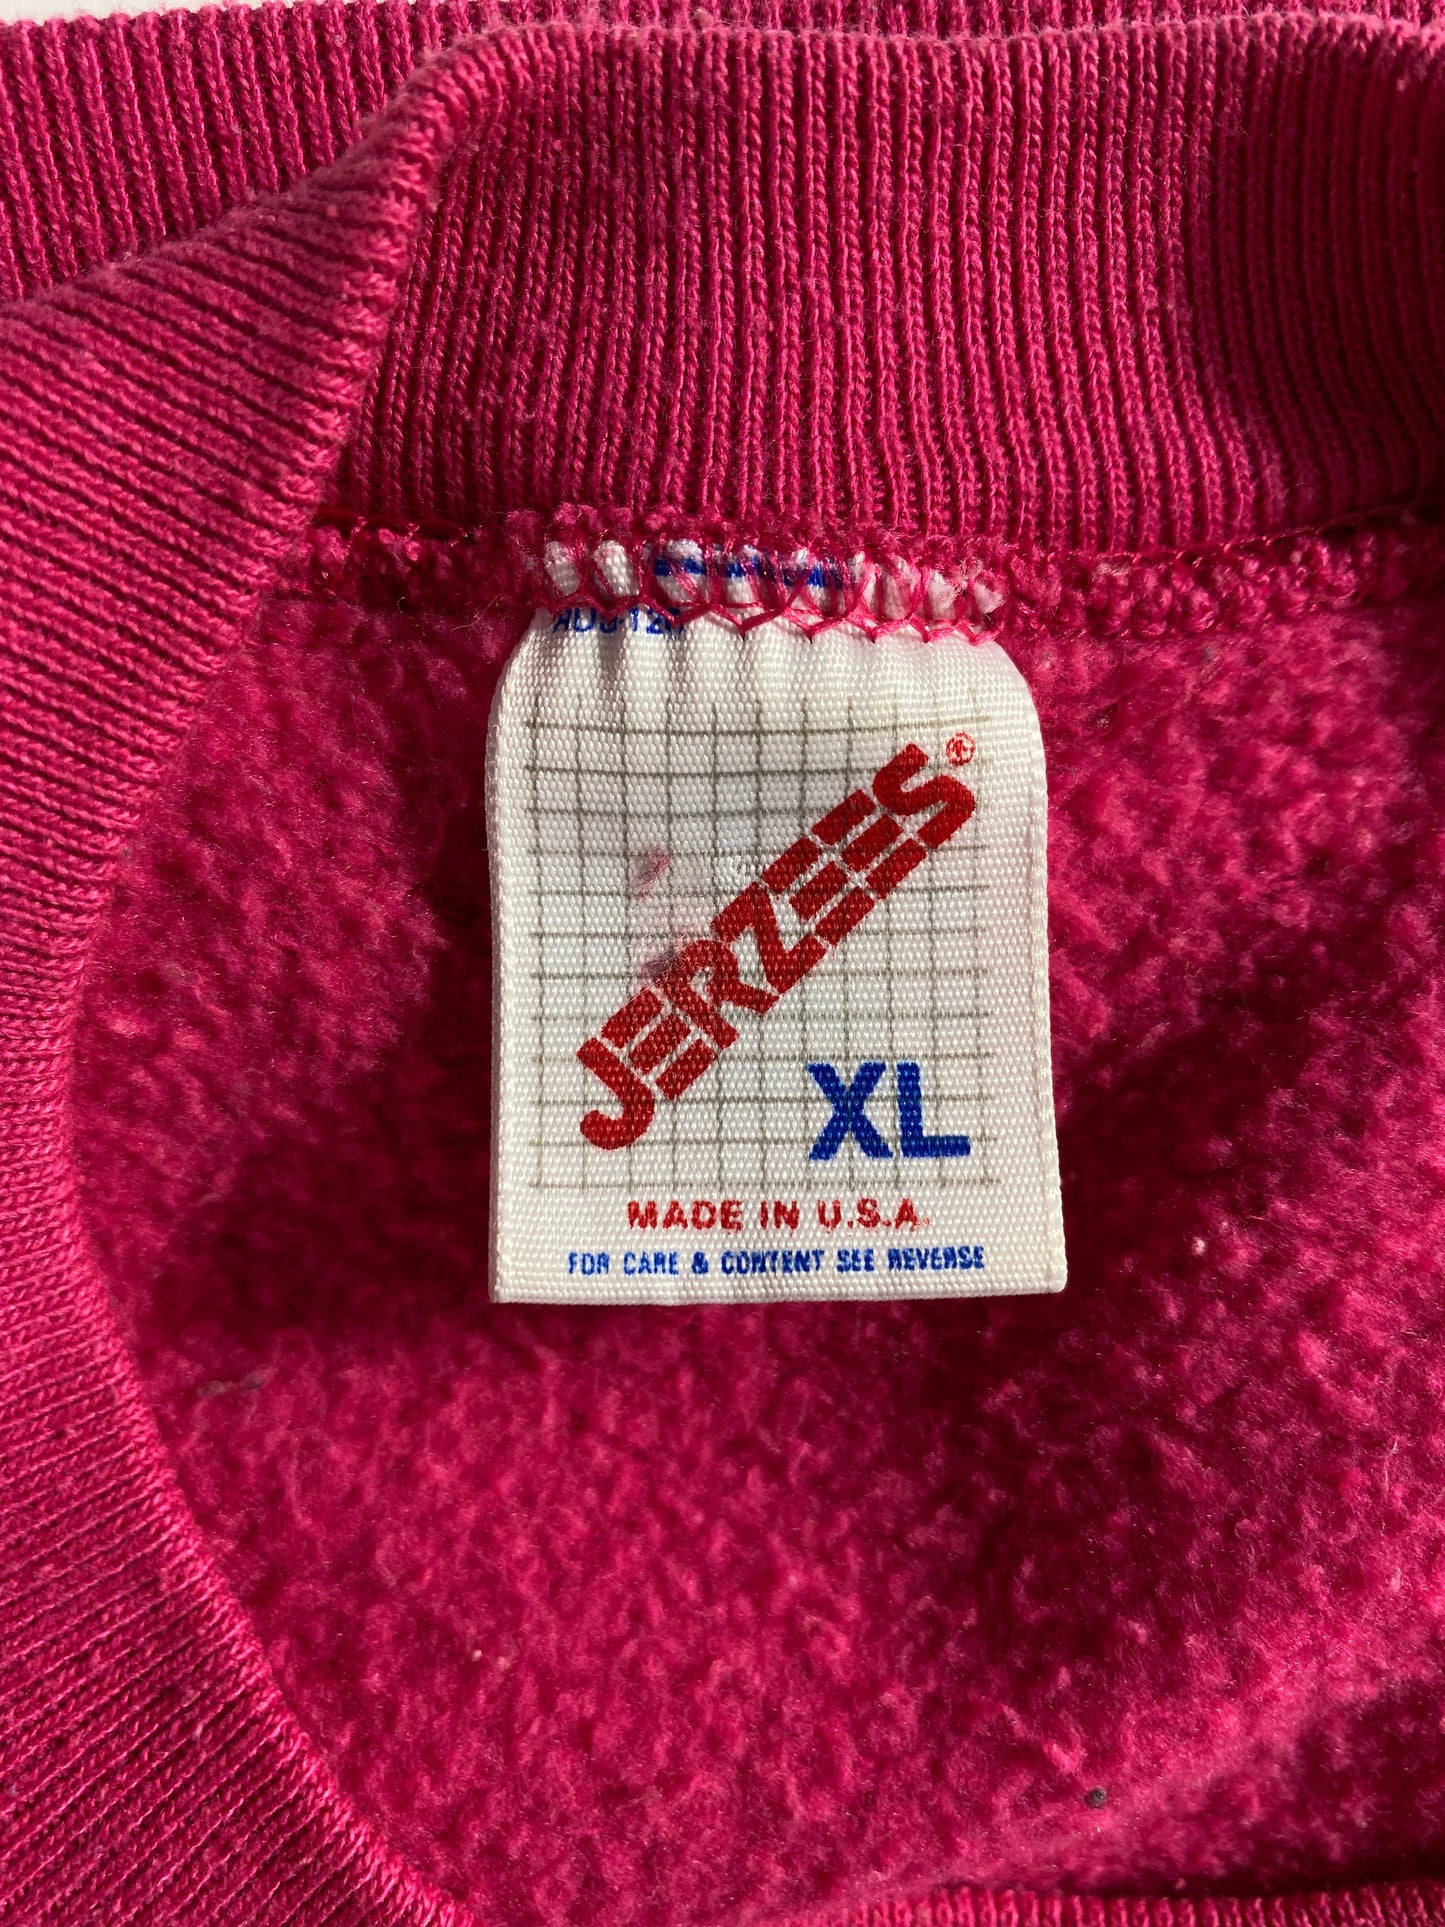 JERZEES®
XL
MADE IN U.S.A.
FOR CARE & CONTENT SEE REVERSE